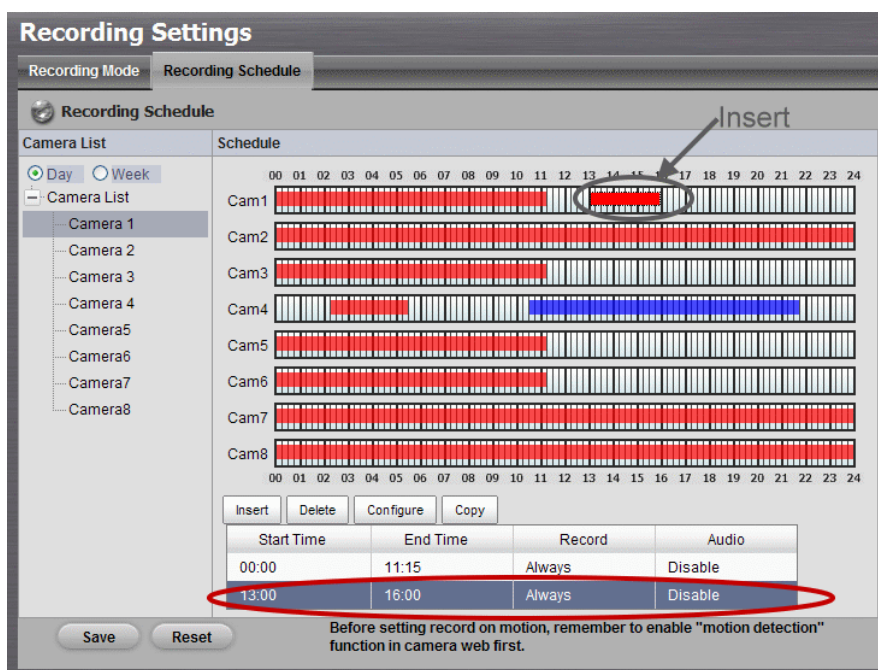 Recording Settings
Recording Mode Recording Schedule
Recording Schedule
Insert
Camera List Schedule
Day Week
Camera List
Camera 1
Camera 2
Camera 3
Camera 4
Camera5
Camera6
Camera7
Camera8
00 01 02 03 04 05 06 07 08 09 10 11 12 13 14 15 16 17 18 19 20 21 22 23 24
Cam1
Cam2
Cam3
Cam4
Cam5
Cam6
Cam7
Cam8
00 01 02 03 04 05 06 07 08 09 10 11 12 13 14 15 16 17 18 19 20 21 22 23 24
Insert Delete Configure Copy
Start Time End Time Record Audio
00:00 11:15 Always Disable
13:00 16:00 Always Disable
Save Reset
Before setting record on motion, remember to enable "motion detection"
function in camera web first.